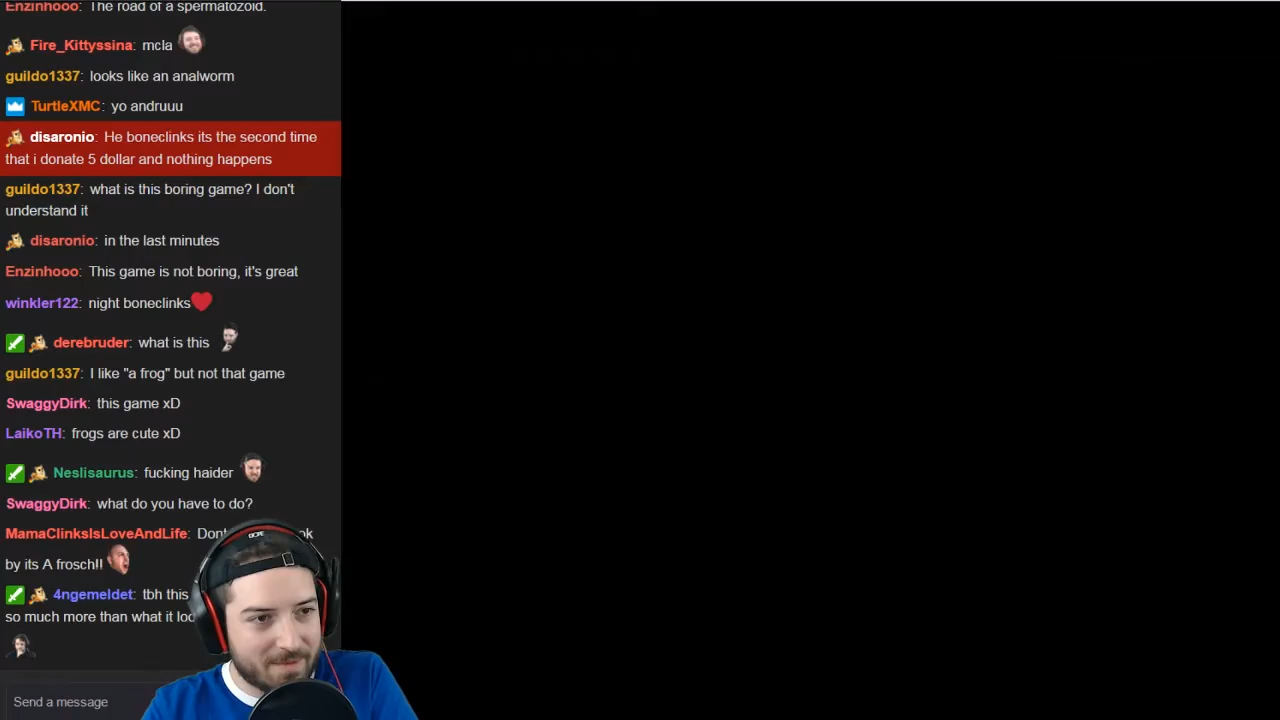 Enzinhooo: The road of a spermatozoid.
Fire_Kittyssina: mcla
guildo1337: looks like an analworm
TurtleXMC: yo andruuu
disaronio: He boneclinks its the second time
that i donate 5 dollar and nothing happens
guildo1337: what is this boring game? I don't
understand it
disaronio: in the last minutes
Enzinhooo: This game is not boring, it's great
winkler122: night boneclinks
derebruder: what is this
guildo1337: I like "a frog" but not that game
SwaggyDirk: this game xD
LaikoTH: frogs are cute xD
Neslisaurus: fucking haider
SwaggyDirk: what do you have to do?
MamaClinksIsLoveAndLife:
by its A frosch!!
4ngemeldet: tbh this
so much more than what it
Send a message